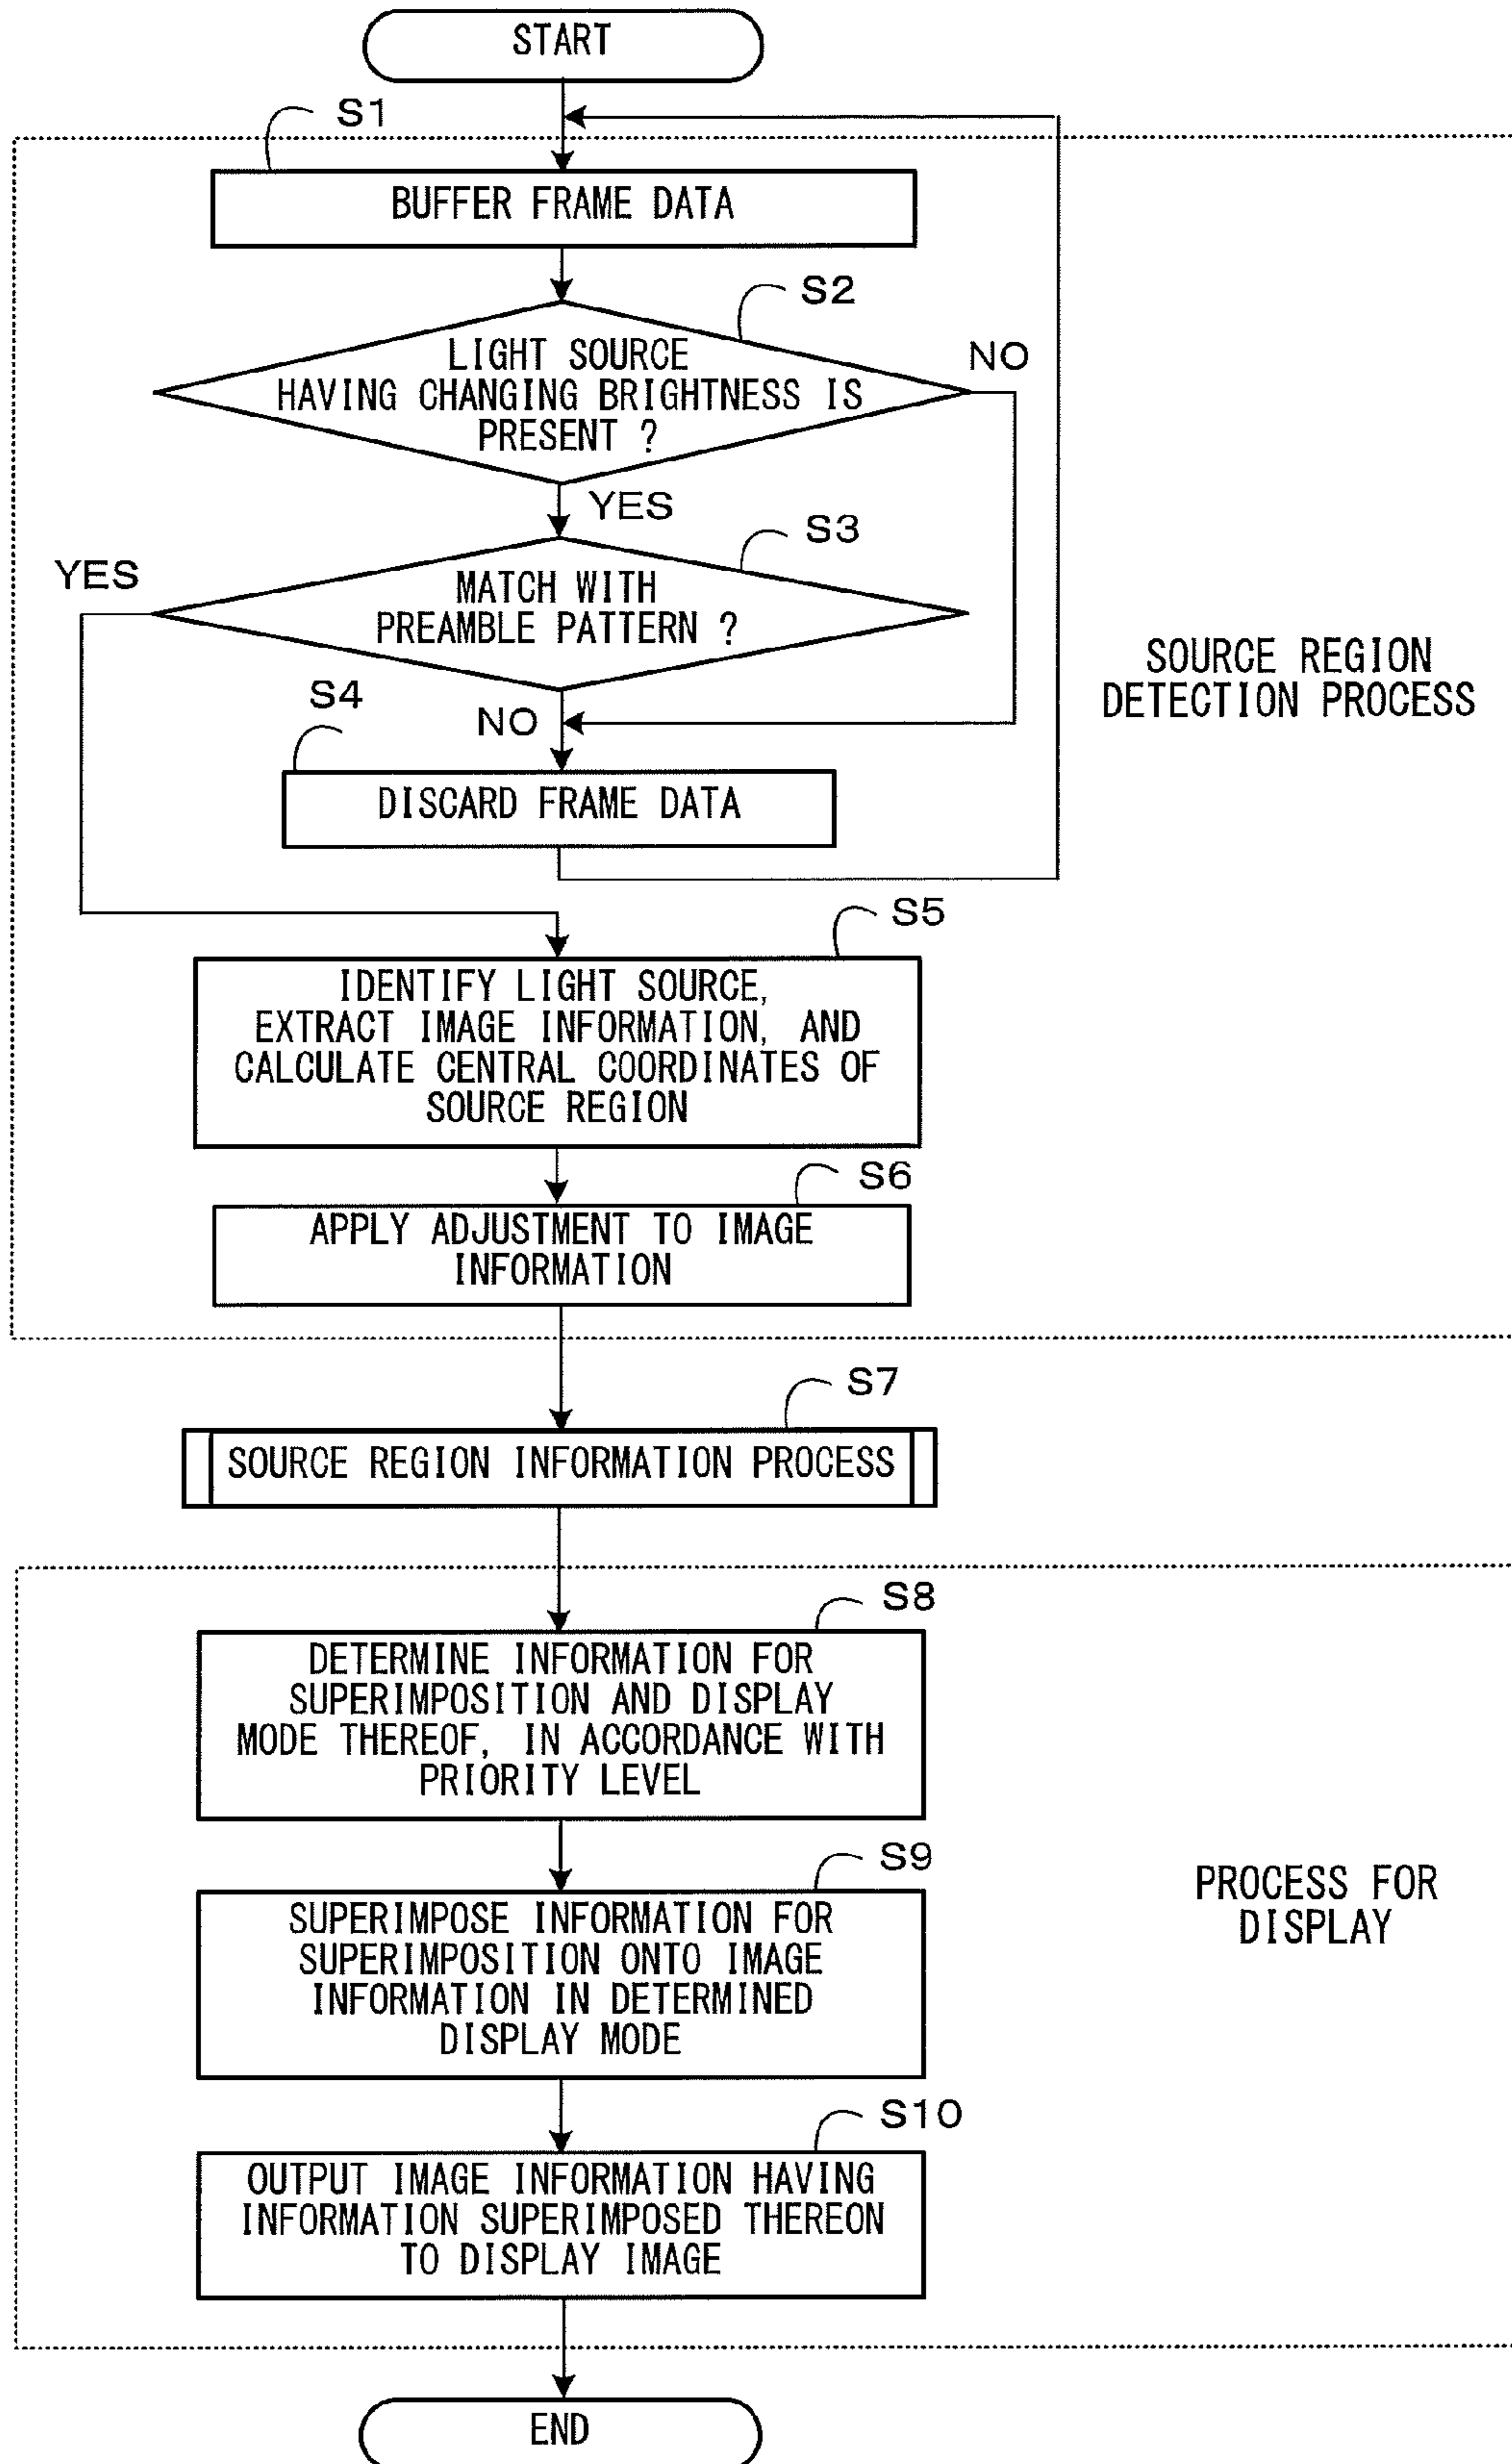 START
S1
BUFFER FRAME DATA
S2
LIGHT SOURCE
HAVING CHANGING BRIGHTNESS IS
PRESENT ?
NO
YES
S3
YES
MATCH WITH
PREAMBLE PATTERN ?
SOURCE REGION
DETECTION PROCESS
S4
NO
DISCARD FRAME DATA
S5
IDENTIFY LIGHT SOURCE,
EXTRACT IMAGE INFORMATION, AND
CALCULATE CENTRAL COORDINATES OF
SOURCE REGION
S6
APPLY ADJUSTMENT TO IMAGE
INFORMATION
S7
SOURCE REGION INFORMATION PROCESS
S8
DETERMINE INFORMATION FOR
SUPERIMPOSITION AND DISPLAY
MODE THEREOF, IN ACCORDANCE WITH
PRIORITY LEVEL
S9
SUPERIMPOSE INFORMATION FOR
SUPERIMPOSITION ONTO IMAGE
INFORMATION IN DETERMINED
DISPLAY MODE
PROCESS FOR
DISPLAY
S10
OUTPUT IMAGE INFORMATION HAVING
INFORMATION SUPERIMPOSED THEREON
TO DISPLAY IMAGE
END